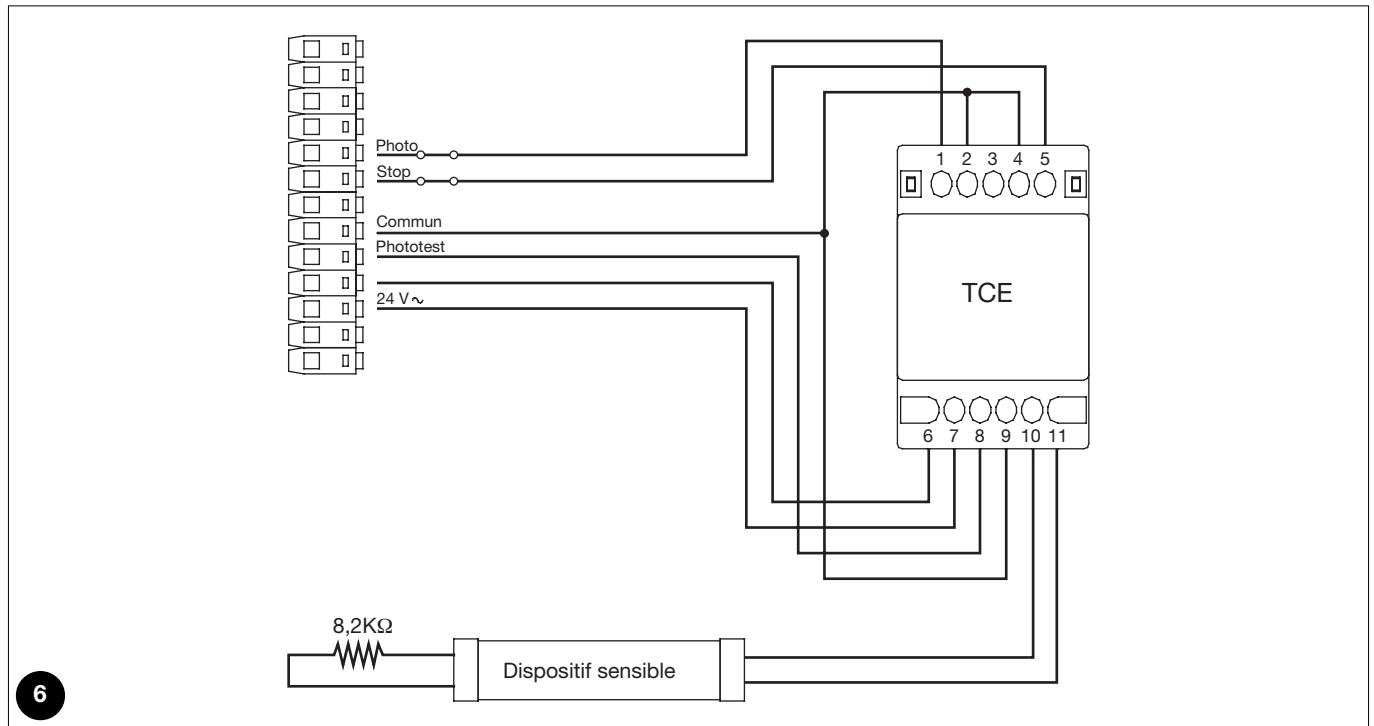 Photo
Stop
Commun
Phototest
24 V~
1 2 3 4 5
TCE
6 7 8 9 10 11
8,2KΩ
Dispositif sensible
6